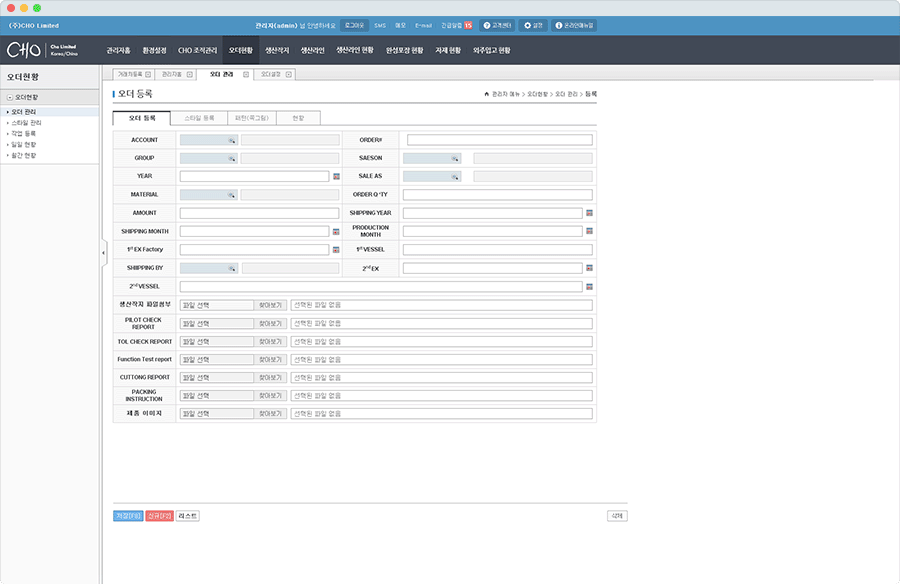 (주)CHO Limited
관리자(admin) 님 안녕하세요 로그아웃 SMS 메모 E-mail 긴급알림 15 고객센터 설정 온라인매뉴얼
CHO Cho Limited Korea/China
관리자홈 환경설정 CHO 조직관리 오더현황 생산작지 생산라인 생산라인 현황 완성포장 현황 자재 현황 외주업고 현황
오더현황
거래처등록 관리자홈 오더 관리 오더설정
오더현황
오더 관리
스타일 관리
작업 등록
일일 현황
월간 현황
오더 등록
관리자 메뉴 > 오더현황 > 오더 관리 > 등록
오더 등록 스타일 등록 패턴(족그림) 현황
ACCOUNT ORDER#
GROUP SAESON
YEAR SALE AS
MATERIAL ORDER Q'TY
AMOUNT SHIPPING YEAR
SHIPPING MONTH PRODUCTION MONTH
1st EX Factory 1st VESSEL
SHIPPING BY 2nd EX
2nd VESSEL
생산작지 파일첨부 파일 선택 찾아보기 선택된 파일 없음
PILOT CHECK REPORT 파일 선택 찾아보기 선택된 파일 없음
TOL CHECK REPORT 파일 선택 찾아보기 선택된 파일 없음
Function Test report 파일 선택 찾아보기 선택된 파일 없음
CUTTONG REPORT 파일 선택 찾아보기 선택된 파일 없음
PACKING INSTRUCTION 파일 선택 찾아보기 선택된 파일 없음
제품 이미지 파일 선택 찾아보기 선택된 파일 없음
저장[F8] 신규[F2] 리스트 삭제